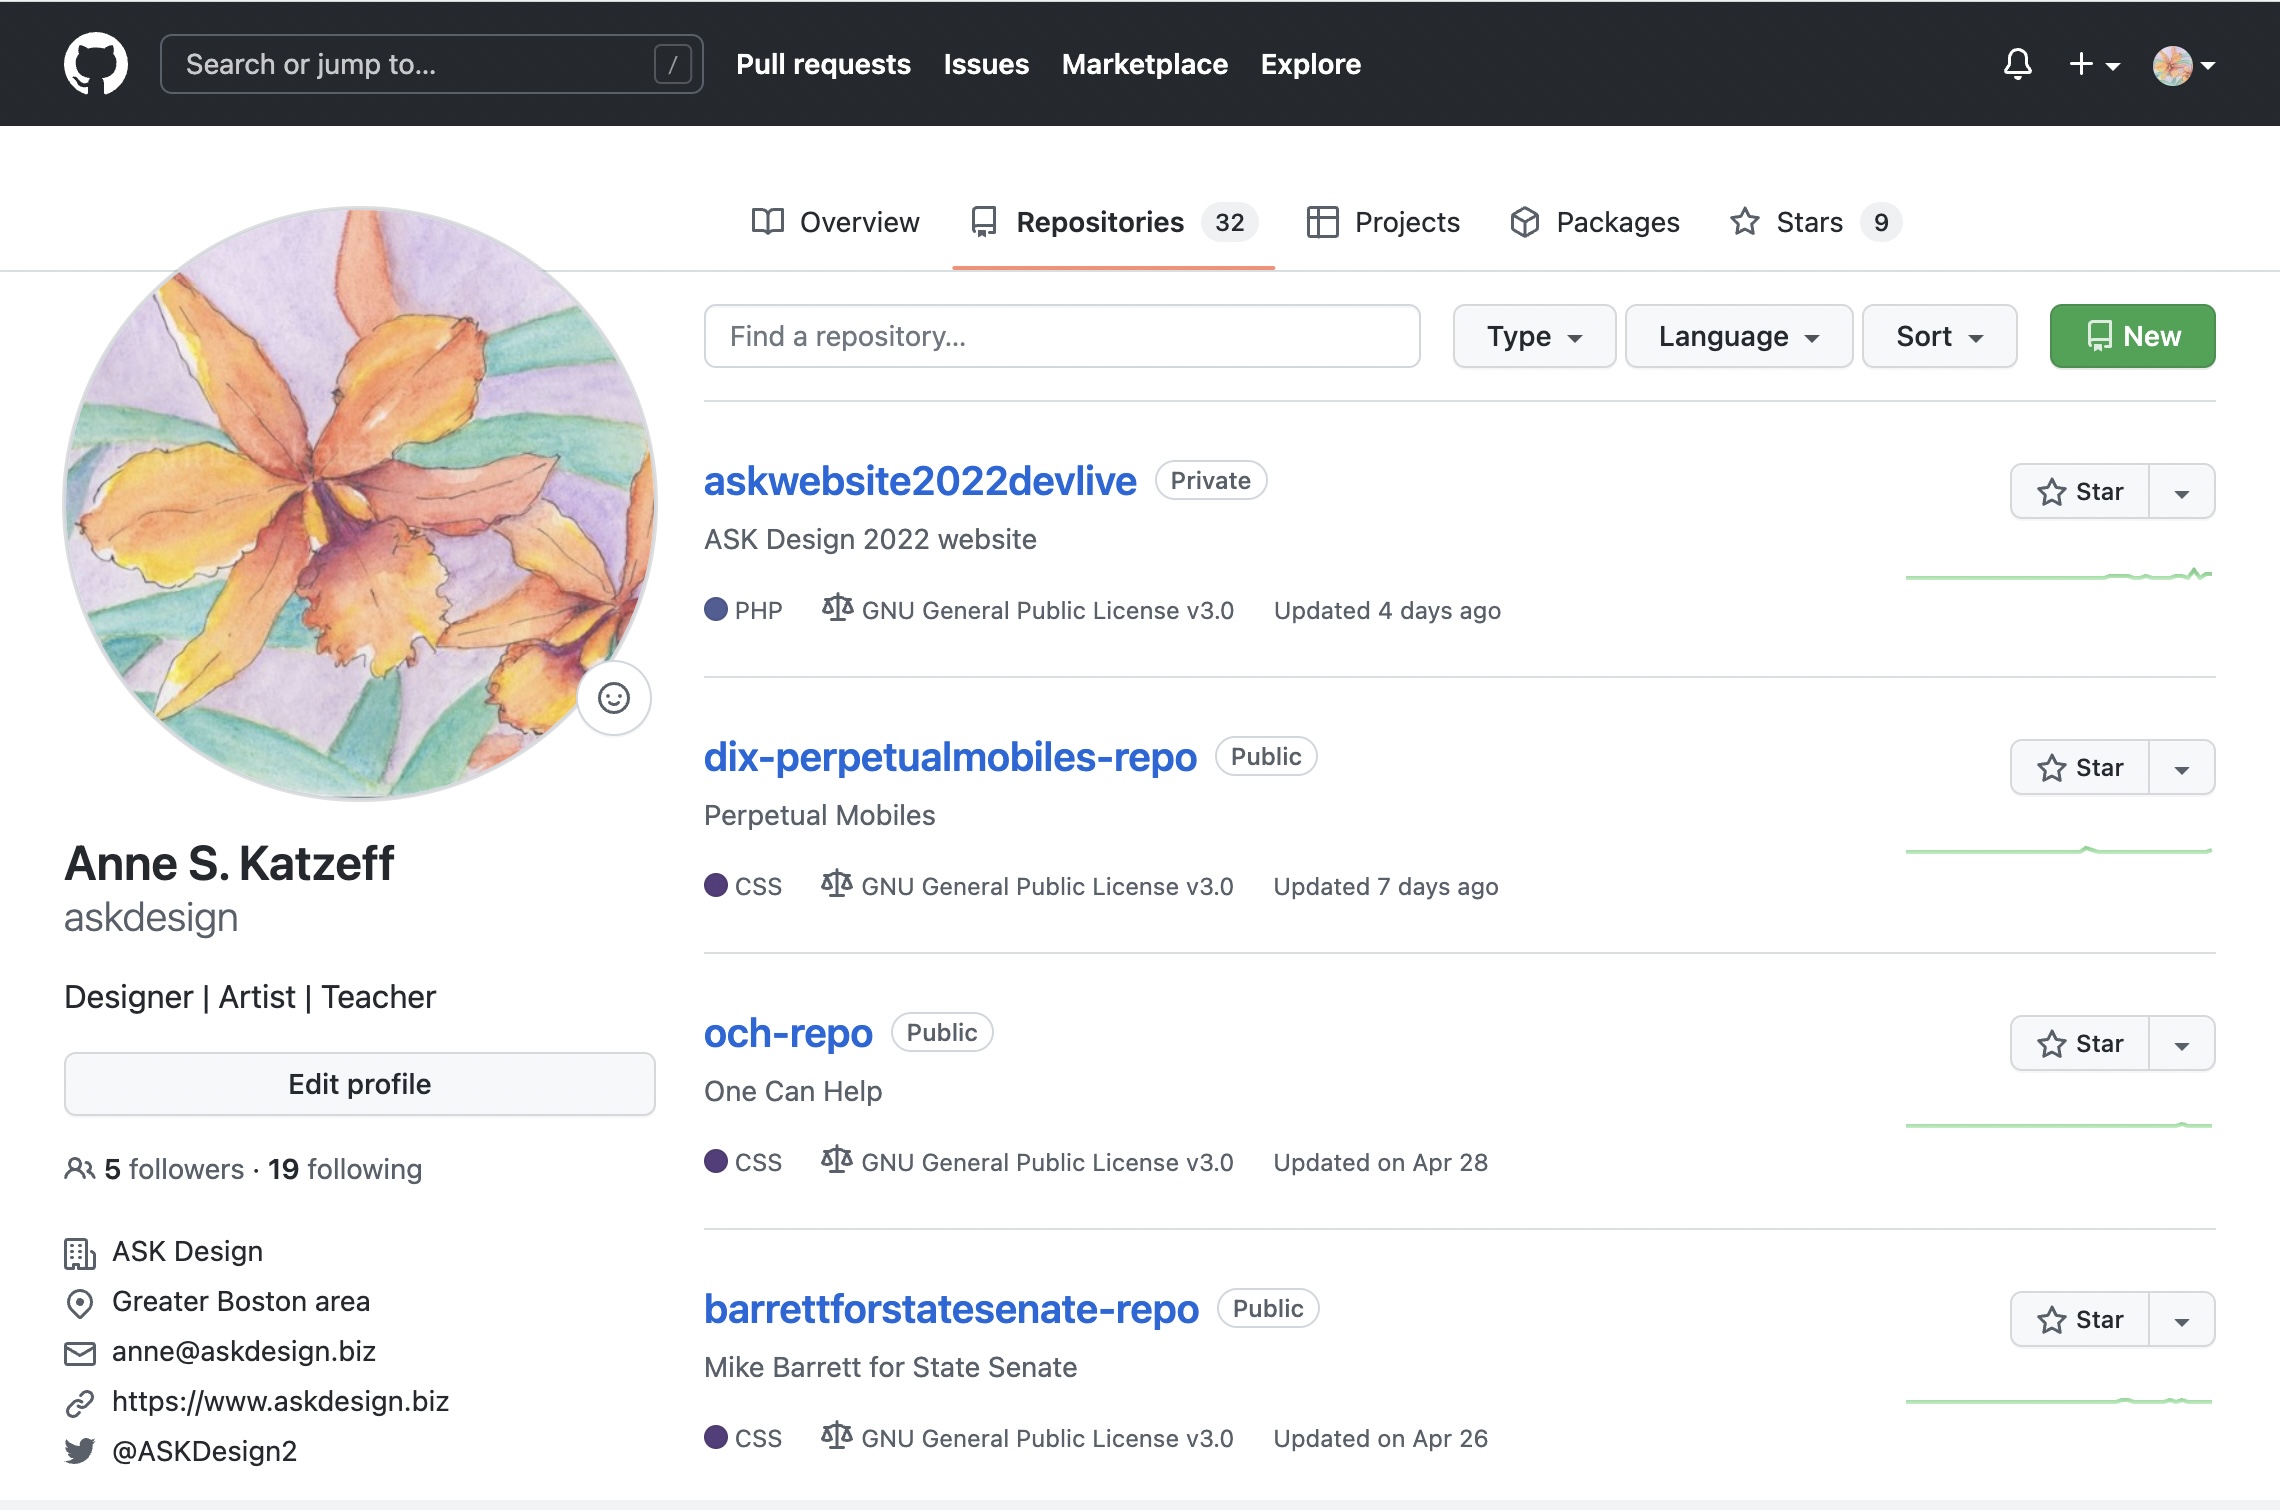 Search or jump to...
/
Pull requests
Issues
Marketplace
Explore
Overview
Repositories 32
Projects
Packages
Stars 9
Find a repository...
Type
Language
Sort
New
askwebsite2022devlive Private
Star
ASK Design 2022 website
PHP GNU General Public License v3.0 Updated 4 days ago
dix-perpetualmobiles-repo Public
Star
Perpetual Mobiles
CSS GNU General Public License v3.0 Updated 7 days ago
och-repo Public
Star
One Can Help
CSS GNU General Public License v3.0 Updated on Apr 28
barrettforstatesenate-repo Public
Star
Mike Barrett for State Senate
CSS GNU General Public License v3.0 Updated on Apr 26
Anne S. Katzeff
askdesign
Designer | Artist | Teacher
Edit profile
5 followers · 19 following
ASK Design
Greater Boston area
anne@askdesign.biz
https://www.askdesign.biz
@ASKDesign2